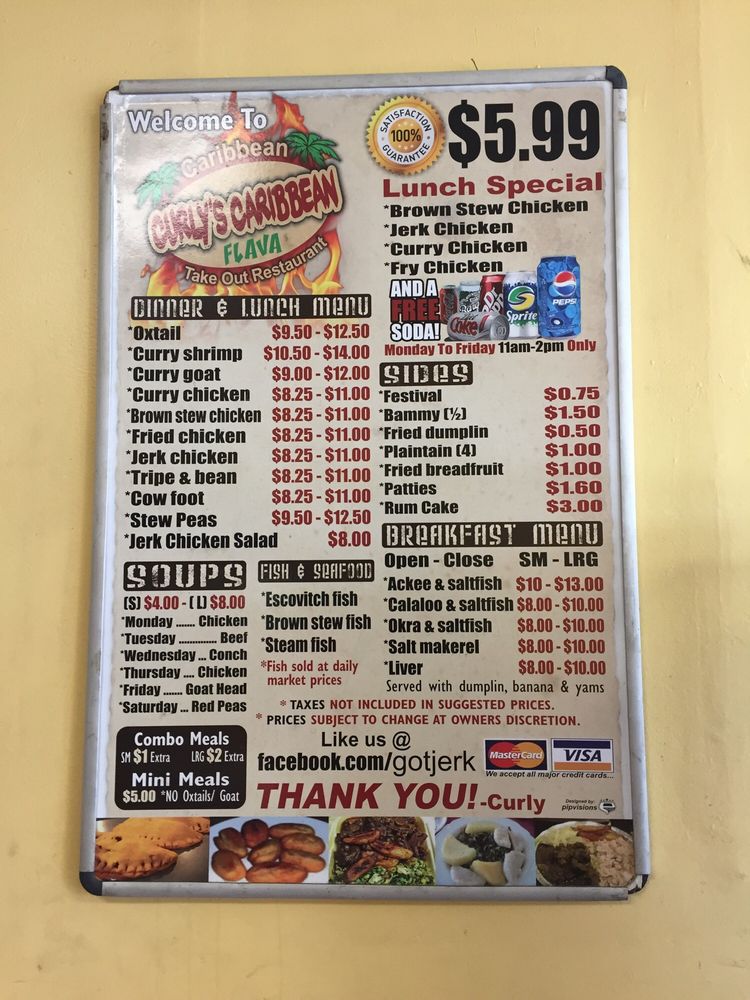 Welcome To
Caribbean
CURLY'S CARIBBEAN
FLAVA
Take Out Restaurant
SATISFACTION
100%
GUARANTEE
$5.99
Lunch Special
*Brown Stew Chicken
*Jerk Chicken
*Curry Chicken
*Fry Chicken
AND A
FREE
SODA!
Coke
Sprite
PEPSI
Monday To Friday 11am-2pm Only
DINNER & LUNCH MENU
*Oxtail $9.50 - $12.50
*Curry shrimp $10.50 - $14.00
*Curry goat $9.00 - $12.00
*Curry chicken $8.25 - $11.00
*Brown stew chicken $8.25 - $11.00
*Fried chicken $8.25 - $11.00
*Jerk chicken $8.25 - $11.00
*Tripe & bean $8.25 - $11.00
*Cow foot $8.25 - $11.00
*Stew Peas $9.50 - $12.50
*Jerk Chicken Salad $8.00
SIDES
*Festival $0.75
*Bammy (½) $1.50
*Fried dumplin $0.50
*Plaintain (4) $1.00
*Fried breadfruit $1.00
*Patties $1.60
*Rum Cake $3.00
SOUPS
(S) $4.00 - (L) $8.00
*Monday ....... Chicken
*Tuesday .............. Beef
*Wednesday ... Conch
*Thursday .... Chicken
*Friday ....... Goat Head
*Saturday ... Red Peas
FISH & SEAFOOD
*Escovitch fish
*Brown stew fish
*Steam fish
*Fish sold at daily
market prices
BREAKFAST MENU
Open - Close SM - LRG
*Ackee & saltfish $10 - $13.00
*Calaloo & saltfish $8.00 - $10.00
*Okra & saltfish $8.00 - $10.00
*Salt makerel $8.00 - $10.00
*Liver $8.00 - $10.00
Served with dumplin, banana & yams
* TAXES NOT INCLUDED IN SUGGESTED PRICES.
* PRICES SUBJECT TO CHANGE AT OWNERS DISCRETION.
Combo Meals
SM $1 Extra LRG $2 Extra
Mini Meals
$5.00 *NO Oxtails/ Goat
Like us @
facebook.com/gotjerk
MasterCard
VISA
We accept all major credit cards...
THANK YOU!-Curly
Designed by:
pipvisions